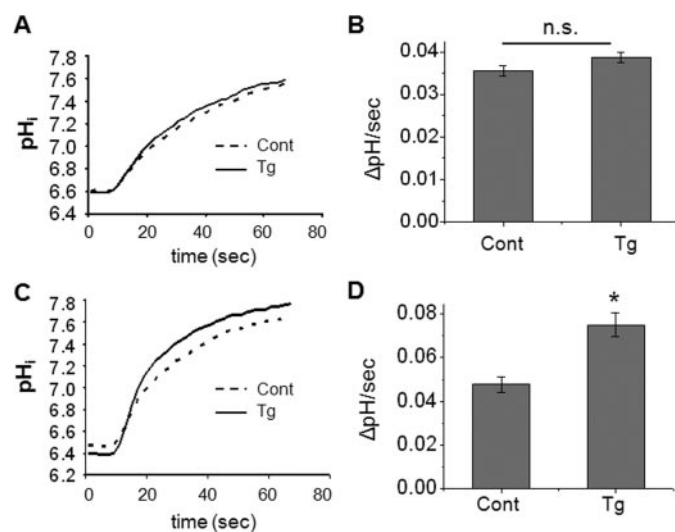 A
pHᵢ
7.8
7.6
7.4
7.2
7.0
6.8
6.6
6.4
Cont
Tg
0 20 40 60 80
time (sec)
B
n.s.
ΔpH/sec
0.04
0.03
0.02
0.01
0.00
Cont Tg
C
pHᵢ
7.8
7.6
7.4
7.2
7.0
6.8
6.6
6.4
6.2
Cont
Tg
0 20 40 60 80
time (sec)
D
*
ΔpH/sec
0.08
0.06
0.04
0.02
0.00
Cont Tg